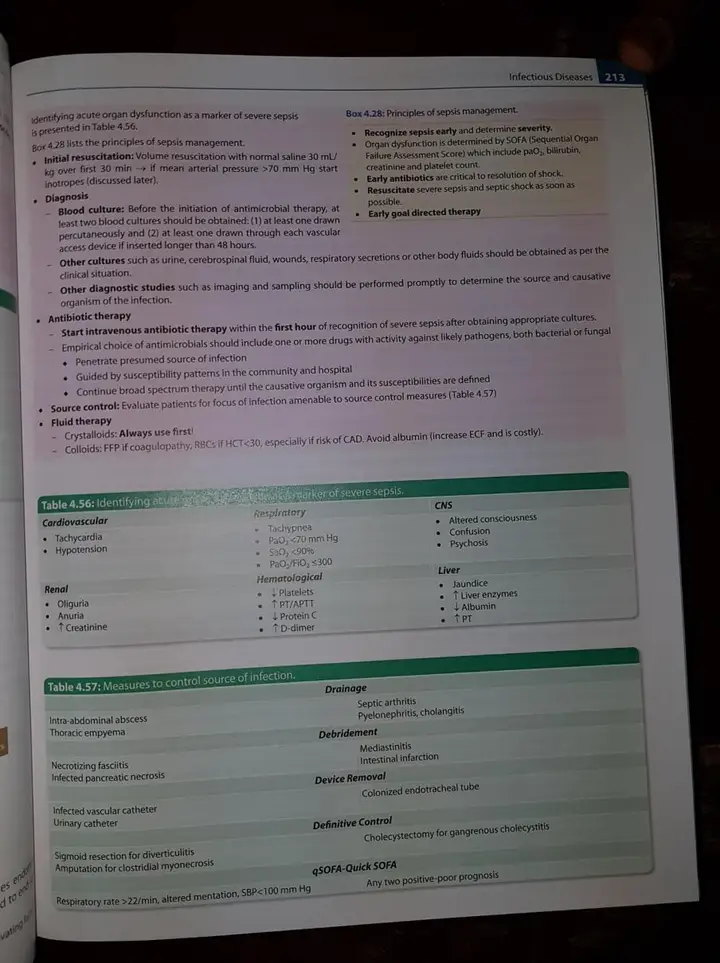 Infectious Diseases 213
Identifying acute organ dysfunction as a marker of severe sepsis
is presented in Table 4.56.
Box 4.28 lists the principles of sepsis management.
• Initial resuscitation: Volume resuscitation with normal saline 30 mL/
kg over first 30 min → if mean arterial pressure >70 mm Hg start
inotropes (discussed later).
• Diagnosis
– Blood culture: Before the initiation of antimicrobial therapy, at
least two blood cultures should be obtained: (1) at least one drawn
percutaneously and (2) at least one drawn through each vascular
access device if inserted longer than 48 hours.
Box 4.28: Principles of sepsis management.
• Recognize sepsis early and determine severity.
• Organ dysfunction is determined by SOFA (Sequential Organ
Failure Assessment Score) which include paO₂, bilirubin,
creatinine and platelet count.
• Early antibiotics are critical to resolution of shock.
• Resuscitate severe sepsis and septic shock as soon as
possible.
• Early goal directed therapy
– Other cultures such as urine, cerebrospinal fluid, wounds, respiratory secretions or other body fluids should be obtained as per the
clinical situation.
– Other diagnostic studies such as imaging and sampling should be performed promptly to determine the source and causative
organism of the infection.
• Antibiotic therapy
– Start intravenous antibiotic therapy within the first hour of recognition of severe sepsis after obtaining appropriate cultures.
– Empirical choice of antimicrobials should include one or more drugs with activity against likely pathogens, both bacterial or fungal
• Penetrate presumed source of infection
• Guided by susceptibility patterns in the community and hospital
• Continue broad spectrum therapy until the causative organism and its susceptibilities are defined
• Source control: Evaluate patients for focus of infection amenable to source control measures (Table 4.57)
• Fluid therapy
– Crystalloids: Always use first!
– Colloids: FFP if coagulopathy, RBCs if HCT<30, especially if risk of CAD. Avoid albumin (increase ECF and is costly).
Table 4.56: Identifying acute organ dysfunction as a marker of severe sepsis.
Cardiovascular
• Tachycardia
• Hypotension
Respiratory
• Tachypnea
• PaO₂ <70 mm Hg
• SaO₂ <90%
• PaO₂/FiO₂ ≤300
CNS
• Altered consciousness
• Confusion
• Psychosis
Renal
• Oliguria
• Anuria
• ↑ Creatinine
Hematological
• ↓ Platelets
• ↑ PT/APTT
• ↓ Protein C
• ↑ D-dimer
Liver
• Jaundice
• ↑ Liver enzymes
• ↓ Albumin
• ↑ PT
Table 4.57: Measures to control source of infection.
Drainage
Intra-abdominal abscess Septic arthritis
Thoracic empyema Pyelonephritis, cholangitis
Debridement
Necrotizing fasciitis Mediastinitis
Infected pancreatic necrosis Intestinal infarction
Device Removal
Infected vascular catheter Colonized endotracheal tube
Urinary catheter
Definitive Control
Sigmoid resection for diverticulitis Cholecystectomy for gangrenous cholecystitis
Amputation for clostridial myonecrosis
qSOFA-Quick SOFA
Respiratory rate >22/min, altered mentation, SBP<100 mm Hg Any two positive-poor prognosis